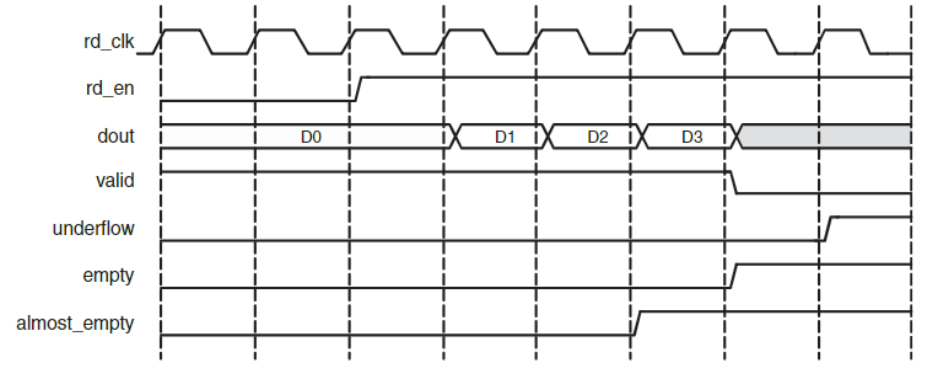 rd_clk
rd_en
dout D0 D1 D2 D3
valid
underflow
empty
almost_empty